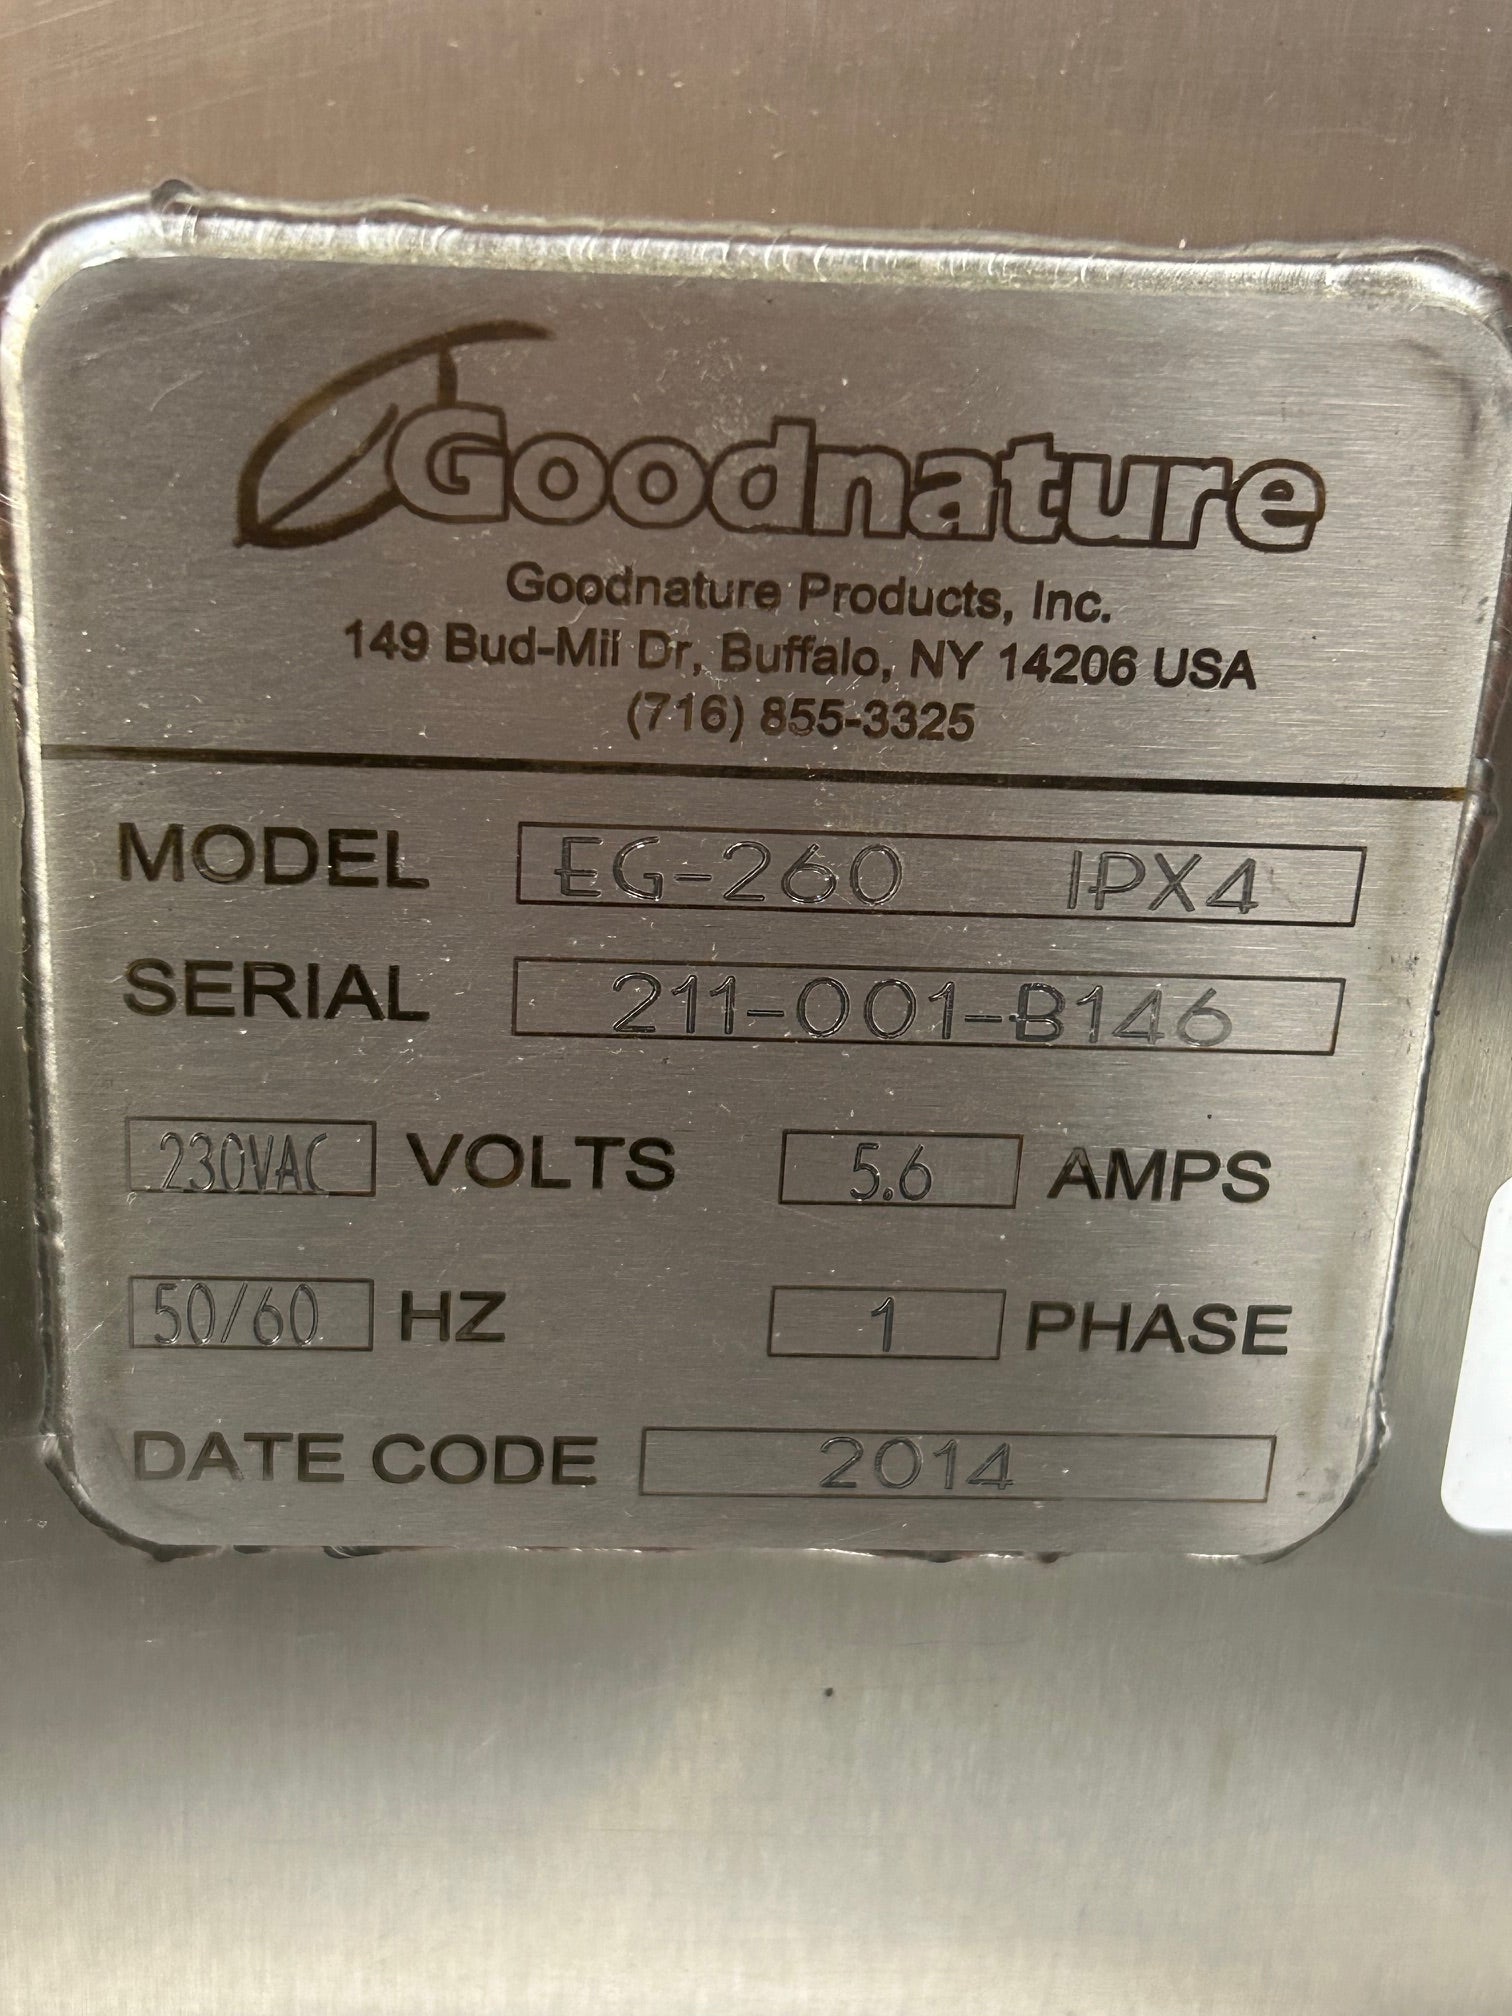 Goodnature
Goodnature Products, Inc.
149 Bud-Mil Dr, Buffalo, NY 14206 USA
(716) 855-3325
MODEL EG-260 IPX4
SERIAL 211-001-B146
230VAC VOLTS 5.6 AMPS
50/60 HZ 1 PHASE
DATE CODE 2014